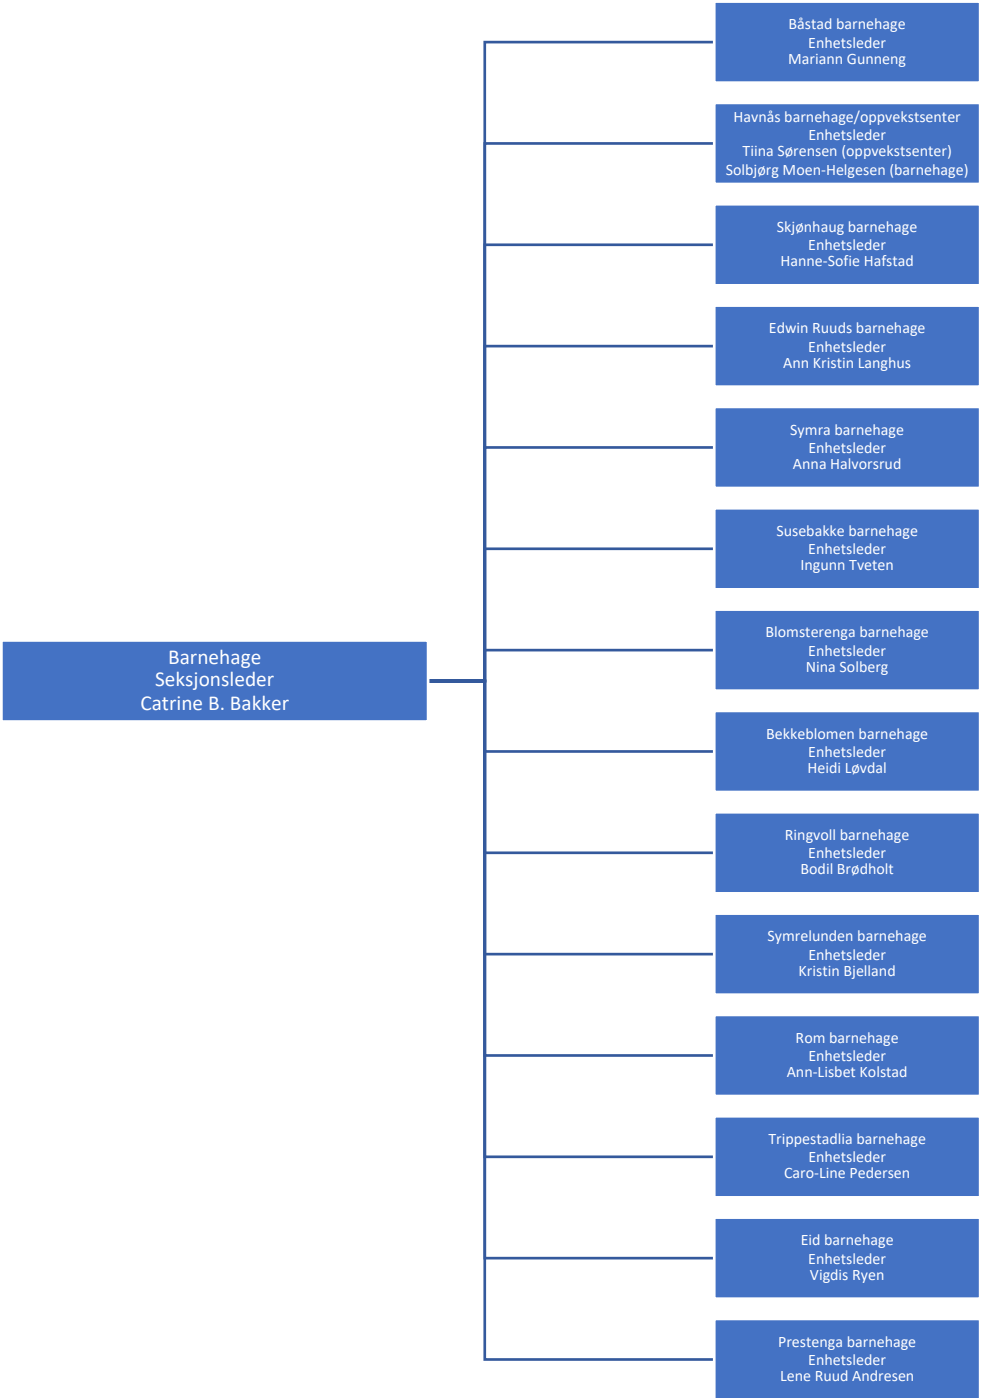 Båstad barnehage
Enhetsleder
Mariann Gunneng
Havnås barnehage/oppvekstsenter
Enhetsleder
Tiina Sørensen (oppvekstsenter)
Solbjørg Moen-Helgesen (barnehage)
Skjønhaug barnehage
Enhetsleder
Hanne-Sofie Hafstad
Edwin Ruuds barnehage
Enhetsleder
Ann Kristin Langhus
Symra barnehage
Enhetsleder
Anna Halvorsrud
Susebakke barnehage
Enhetsleder
Ingunn Tveten
Barnehage
Seksjonsleder
Catrine B. Bakker
Blomsterenga barnehage
Enhetsleder
Nina Solberg
Bekkeblomen barnehage
Enhetsleder
Heidi Løvdal
Ringvoll barnehage
Enhetsleder
Bodil Brødholt
Symrelunden barnehage
Enhetsleder
Kristin Bjelland
Rom barnehage
Enhetsleder
Ann-Lisbet Kolstad
Trippestadlia barnehage
Enhetsleder
Caro-Line Pedersen
Eid barnehage
Enhetsleder
Vigdis Ryen
Prestenga barnehage
Enhetsleder
Lene Ruud Andresen